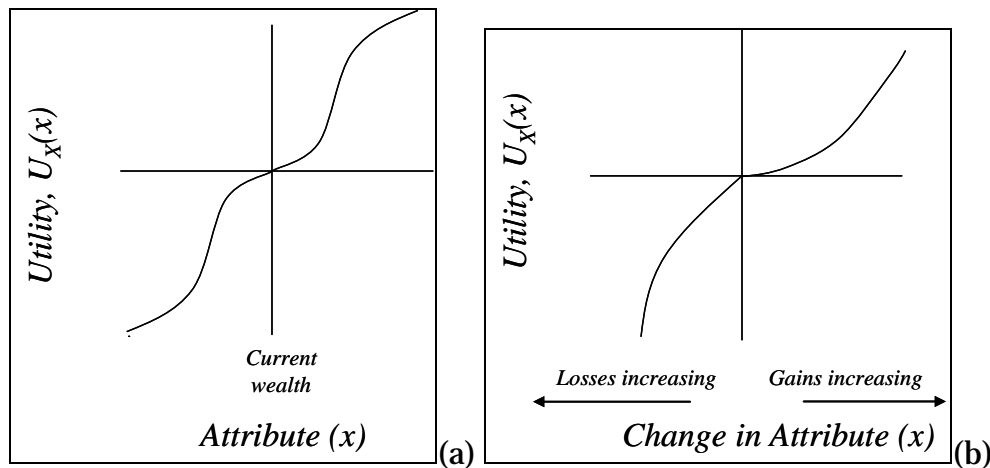 Utility, U_X(x)
Current
wealth
Attribute (x)
(a)
Utility, U_X(x)
Losses increasing
Gains increasing
Change in Attribute (x)
(b)